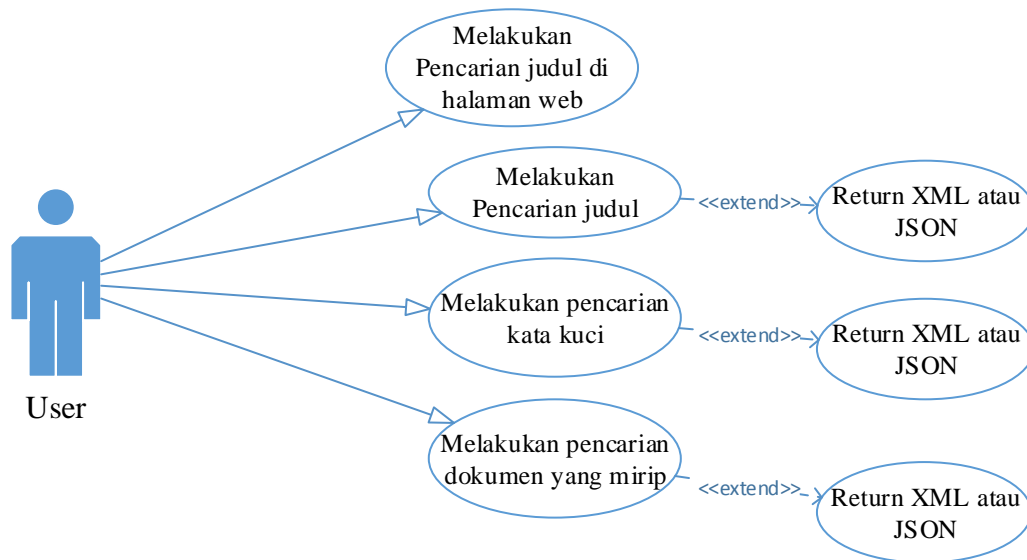 Melakukan
Pencarian judul di
halaman web
Melakukan
Pencarian judul
<<extend>>
Return XML atau
JSON
Melakukan pencarian
kata kuci
<<extend>>
Return XML atau
JSON
User
Melakukan pencarian
dokumen yang mirip
<<extend>>
Return XML atau
JSON